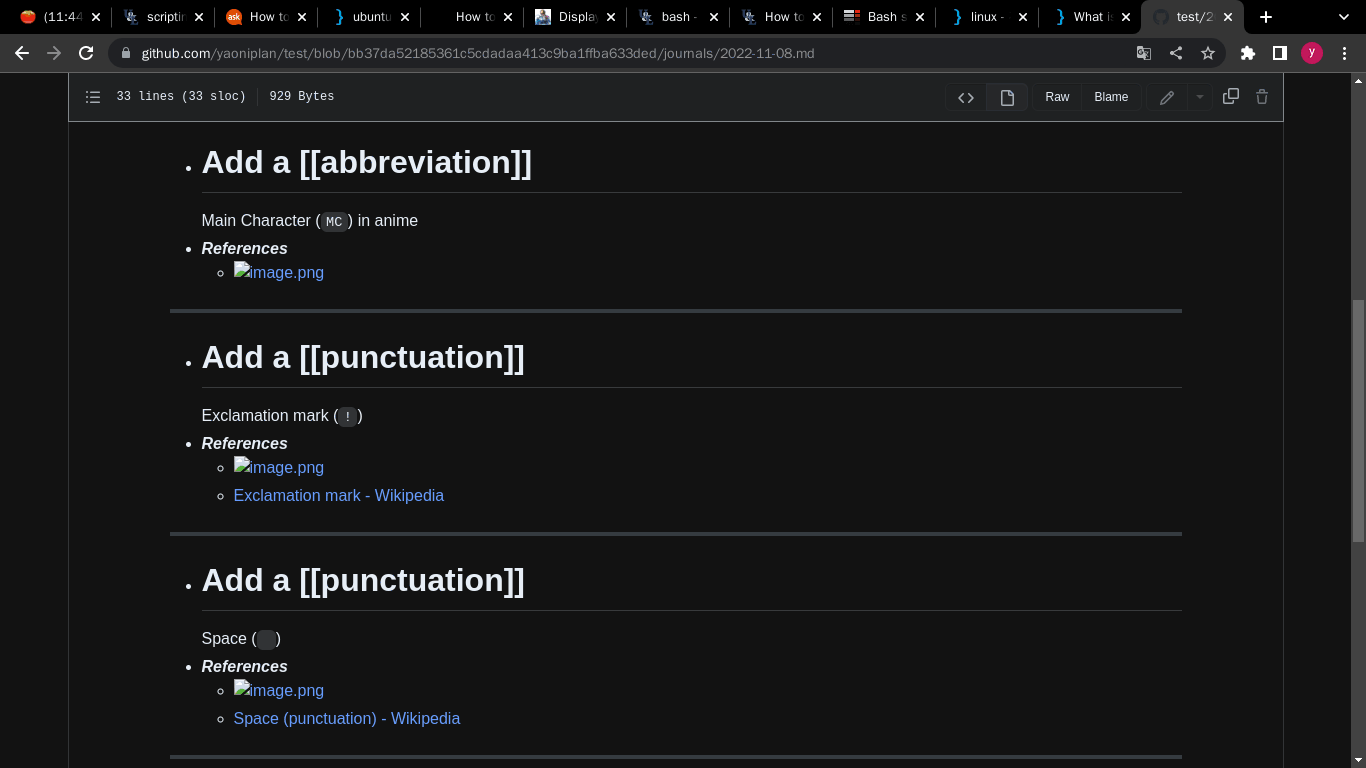 (11:44
scriptin
How to
ubuntu
How to
Display
bash -
How to
Bash s
linux -
What is
test/2
github.com/yaoniplan/test/blob/bb37da52185361c5cdadaa413c9ba1ffba633ded/journals/2022-11-08.md
y
33 lines (33 sloc) 929 Bytes
Raw Blame
Add a [[abbreviation]]
Main Character (MC) in anime
References
image.png
Add a [[punctuation]]
Exclamation mark (!)
References
image.png
Exclamation mark - Wikipedia
Add a [[punctuation]]
Space ( )
References
image.png
Space (punctuation) - Wikipedia